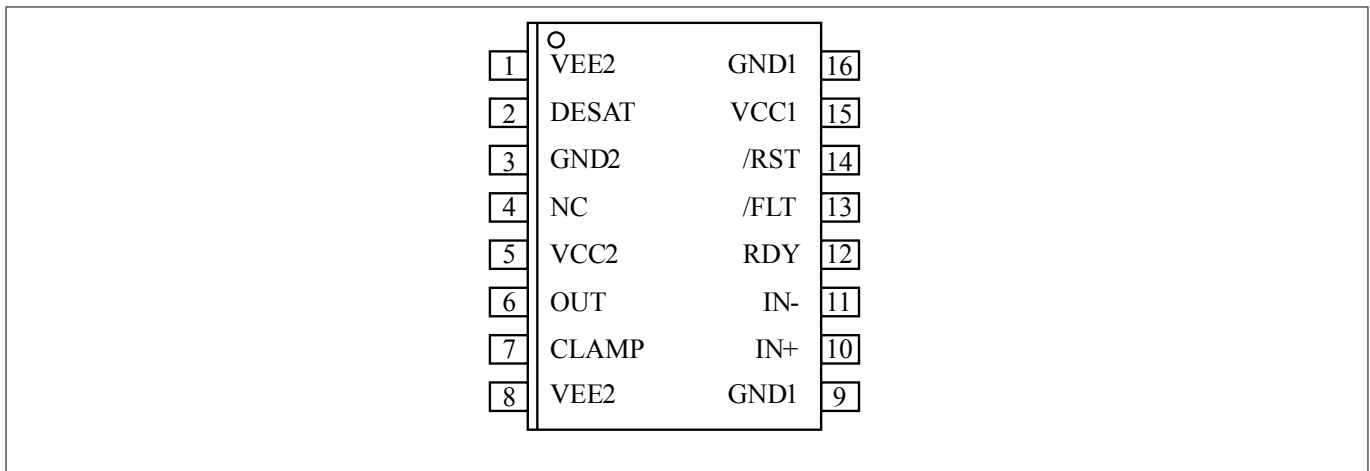 1 VEE2 GND1 16
2 DESAT VCC1 15
3 GND2 /RST 14
4 NC /FLT 13
5 VCC2 RDY 12
6 OUT IN- 11
7 CLAMP IN+ 10
8 VEE2 GND1 9